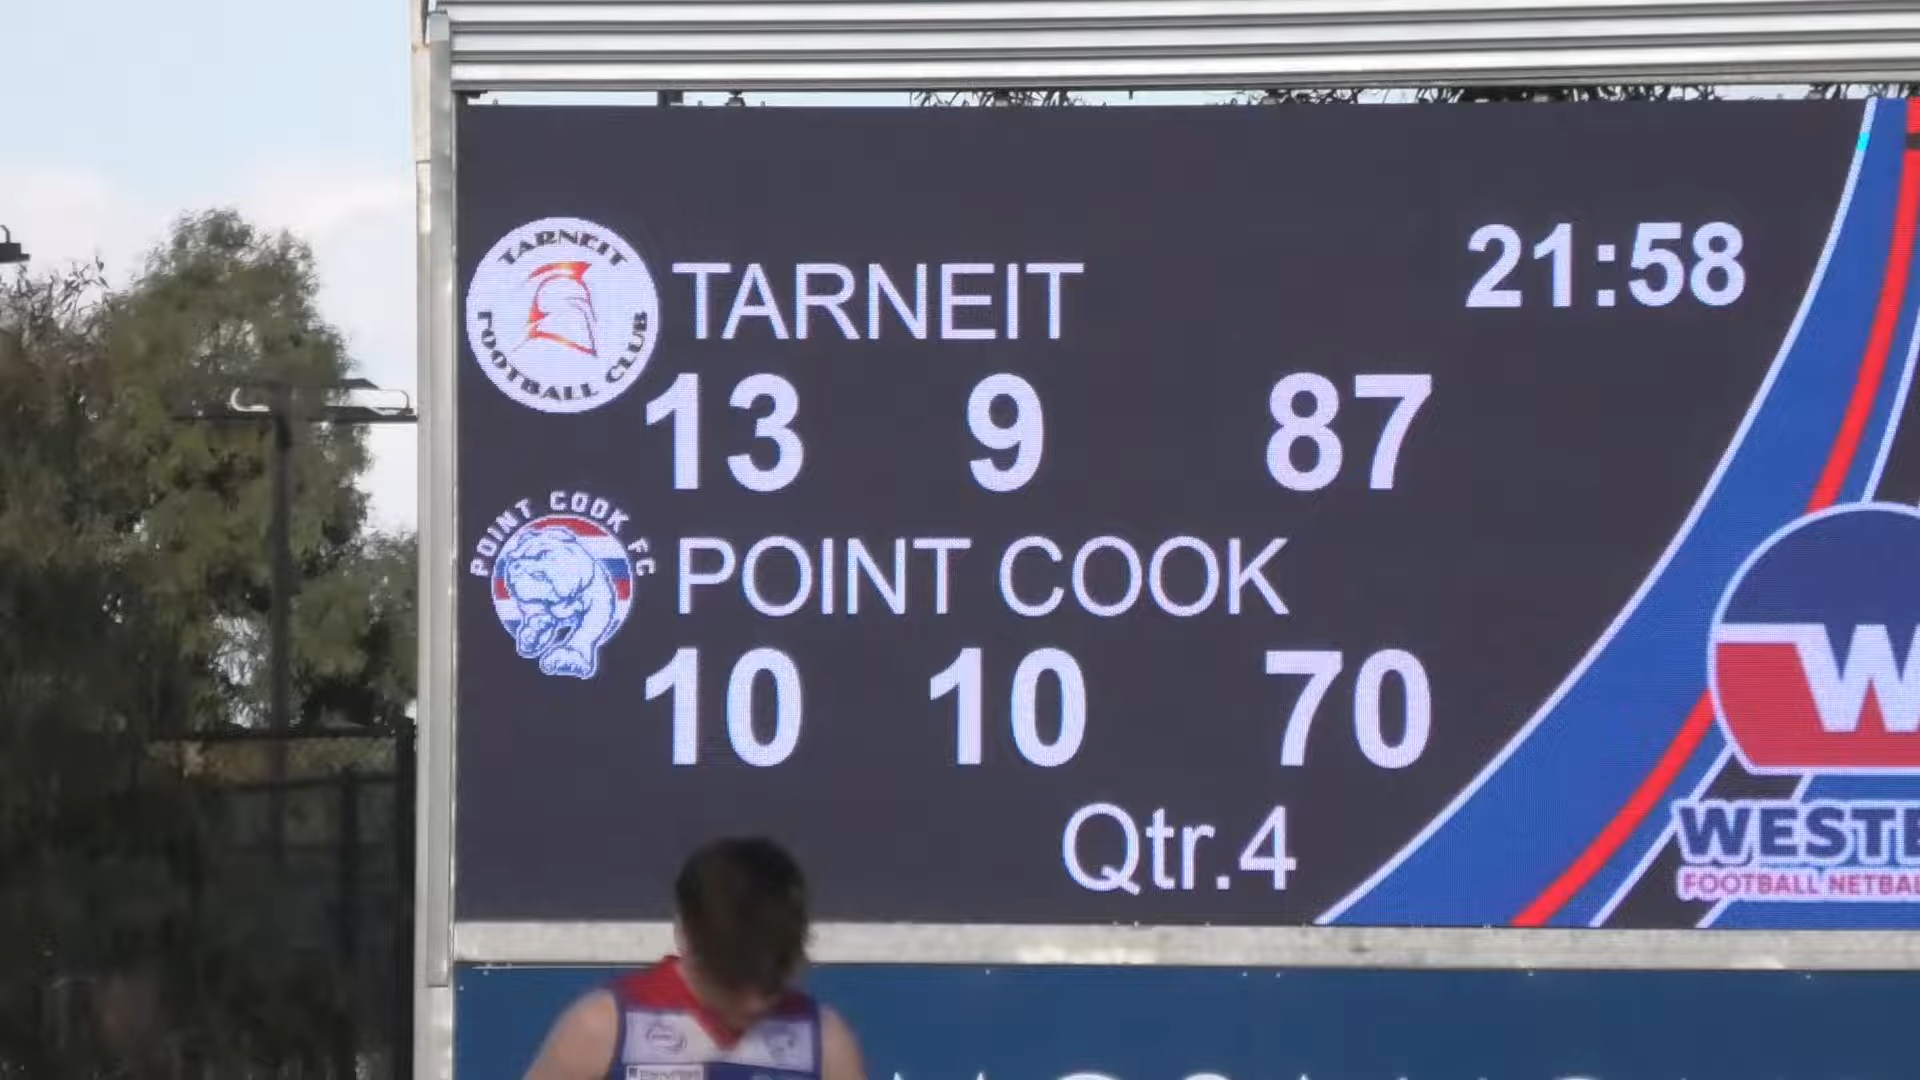 TARNEIT
FOOTBALL CLUB
TARNEIT
21:58
13 9 87
POINT COOK FC
POINT COOK
10 10 70
Qtr.4
W
WESTE
FOOTBALL NETBAL